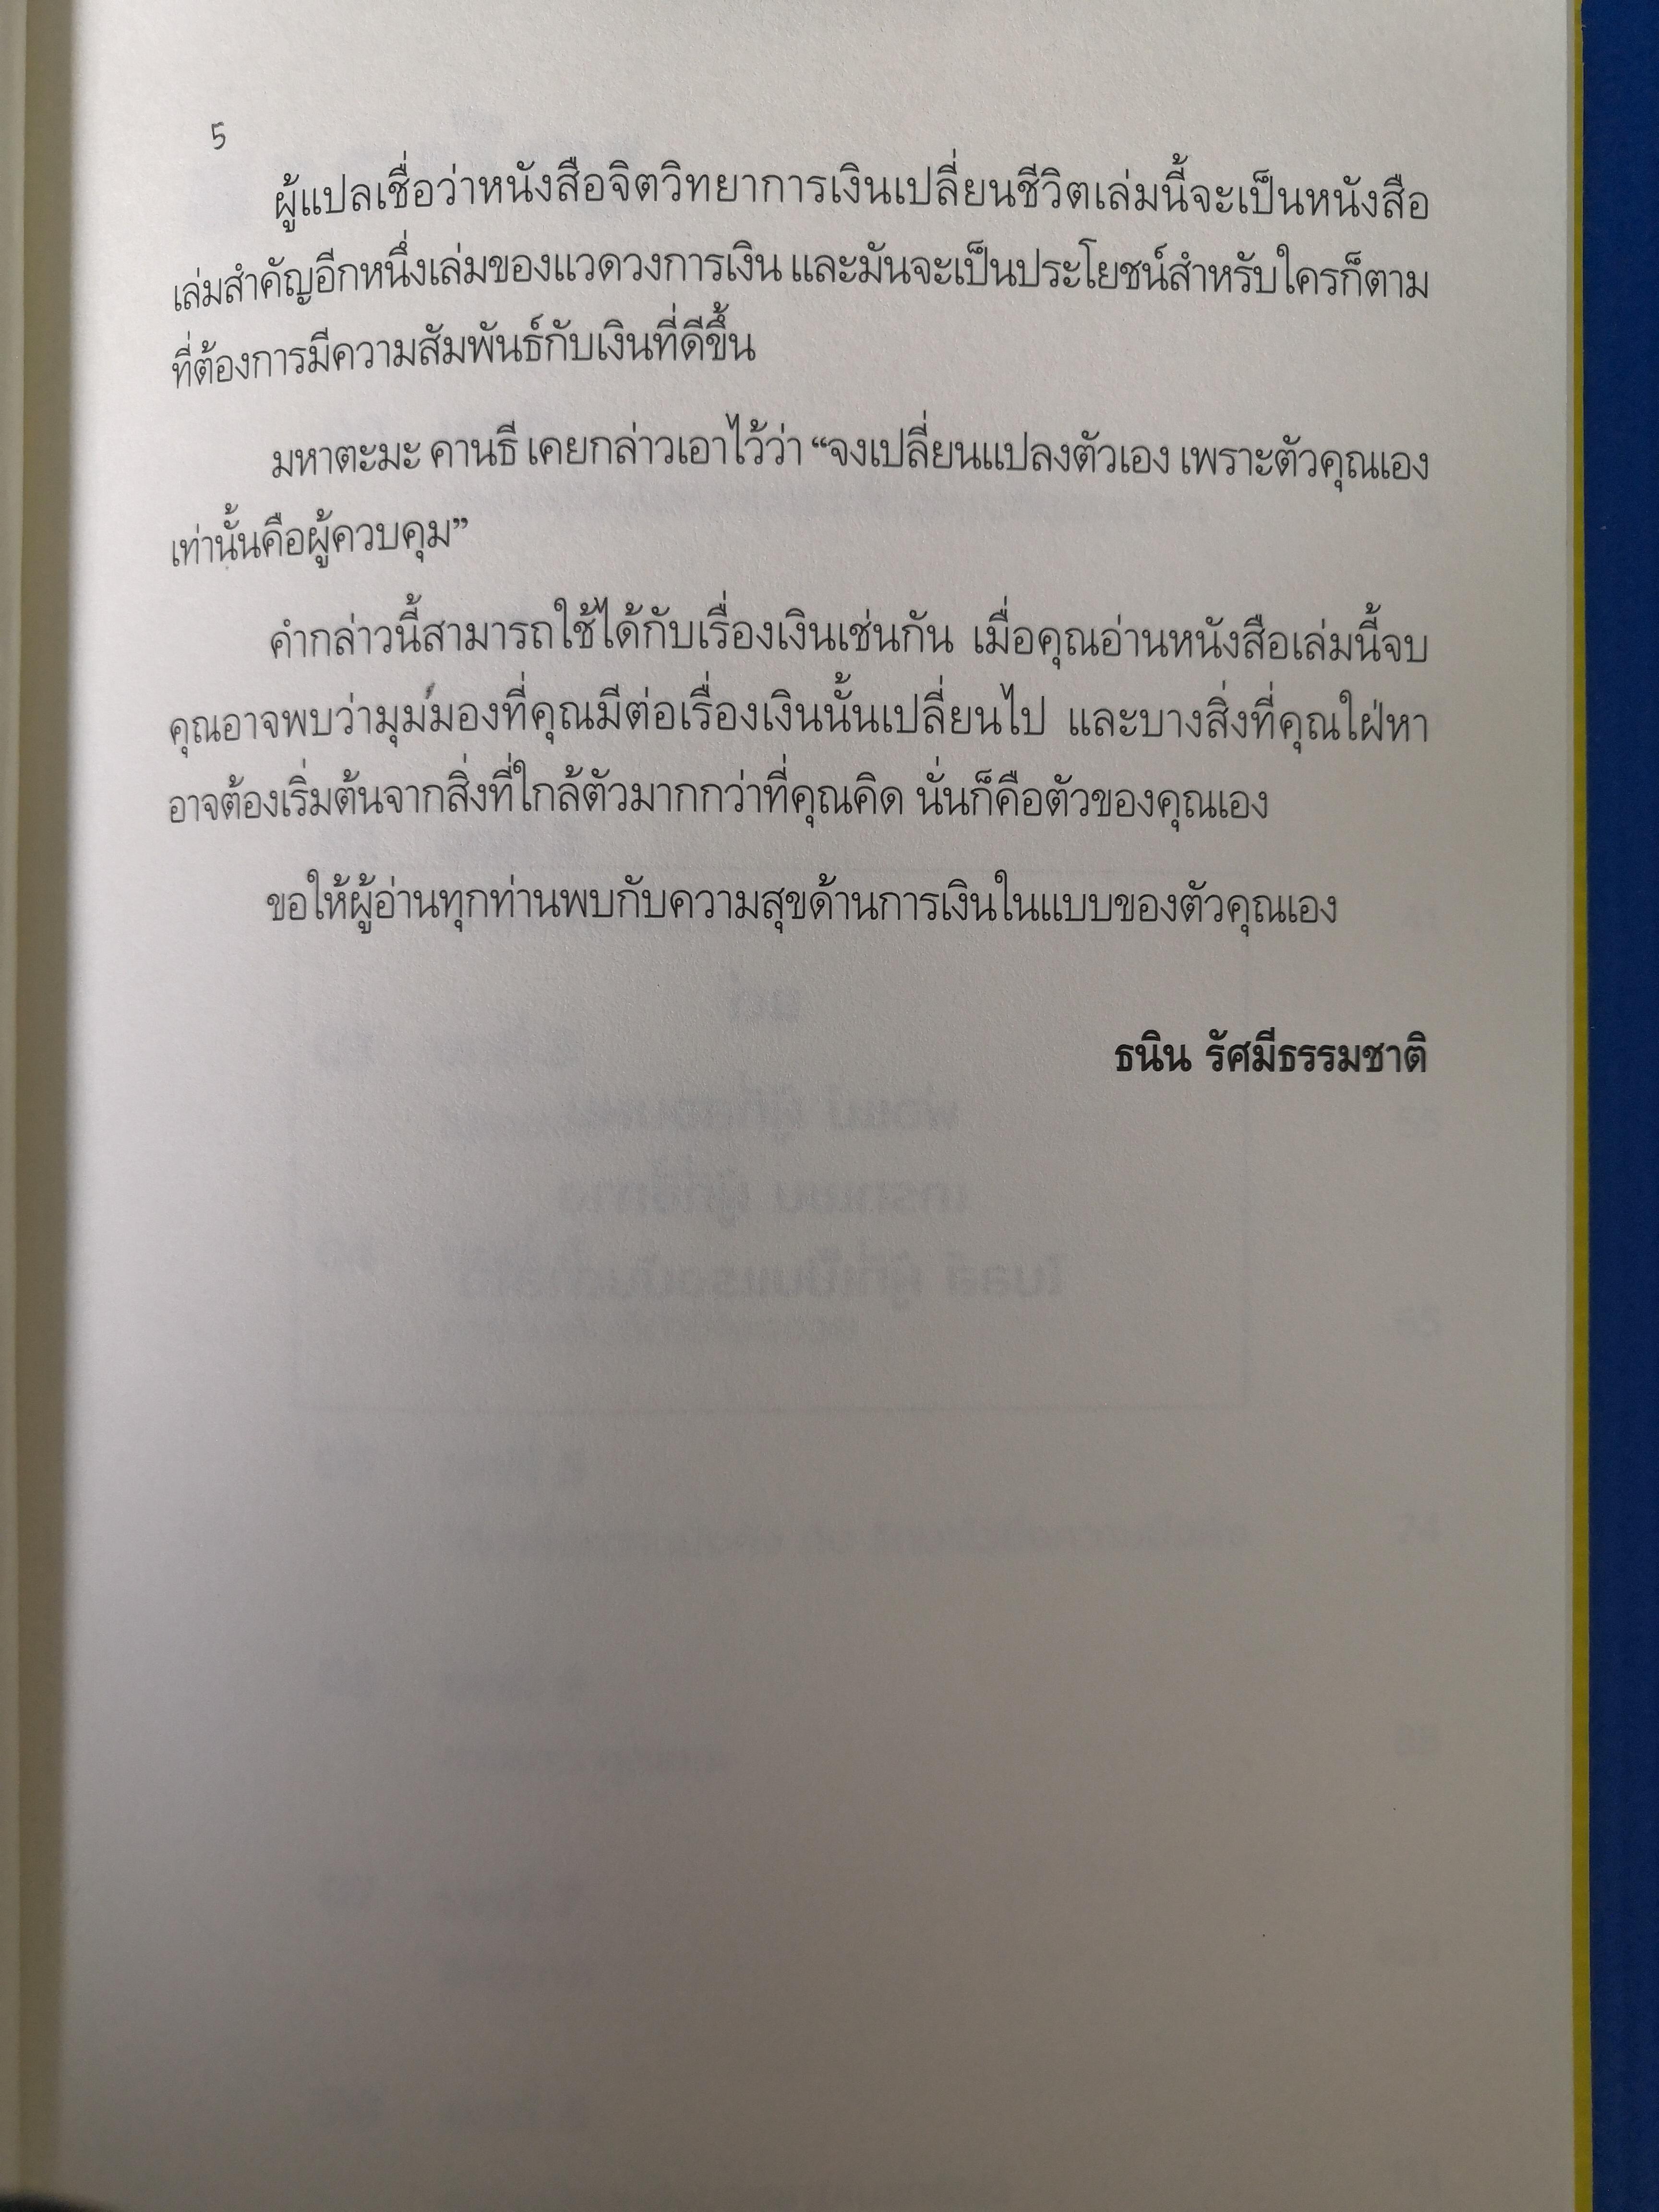 5
ผู้แปลเชื่อว่าหนังสือจิตวิทยาการเงินเปลี่ยนชีวิตเล่มนี้จะเป็นหนังสือ
เล่มสำคัญอีกหนึ่งเล่มของแวดวงการเงิน และมันจะเป็นประโยชน์สำหรับใครก็ตาม
ที่ต้องการมีความสัมพันธ์กับเงินที่ดีขึ้น
มหาตะมะ คานธี เคยกล่าวเอาไว้ว่า “จงเปลี่ยนแปลงตัวเอง เพราะตัวคุณเอง
เท่านั้นคือผู้ควบคุม”
คำกล่าวนี้สามารถใช้ได้กับเรื่องเงินเช่นกัน เมื่อคุณอ่านหนังสือเล่มนี้จบ
คุณอาจพบว่ามุมมองที่คุณมีต่อเรื่องเงินนั้นเปลี่ยนไป และบางสิ่งที่คุณใฝ่หา
อาจต้องเริ่มต้นจากสิ่งที่ใกล้ตัวมากกว่าที่คุณคิด นั่นก็คือตัวของคุณเอง
ขอให้ผู้อ่านทุกท่านพบกับความสุขด้านการเงินในแบบของตัวคุณเอง
ธนิน รัศมีธรรมชาติ